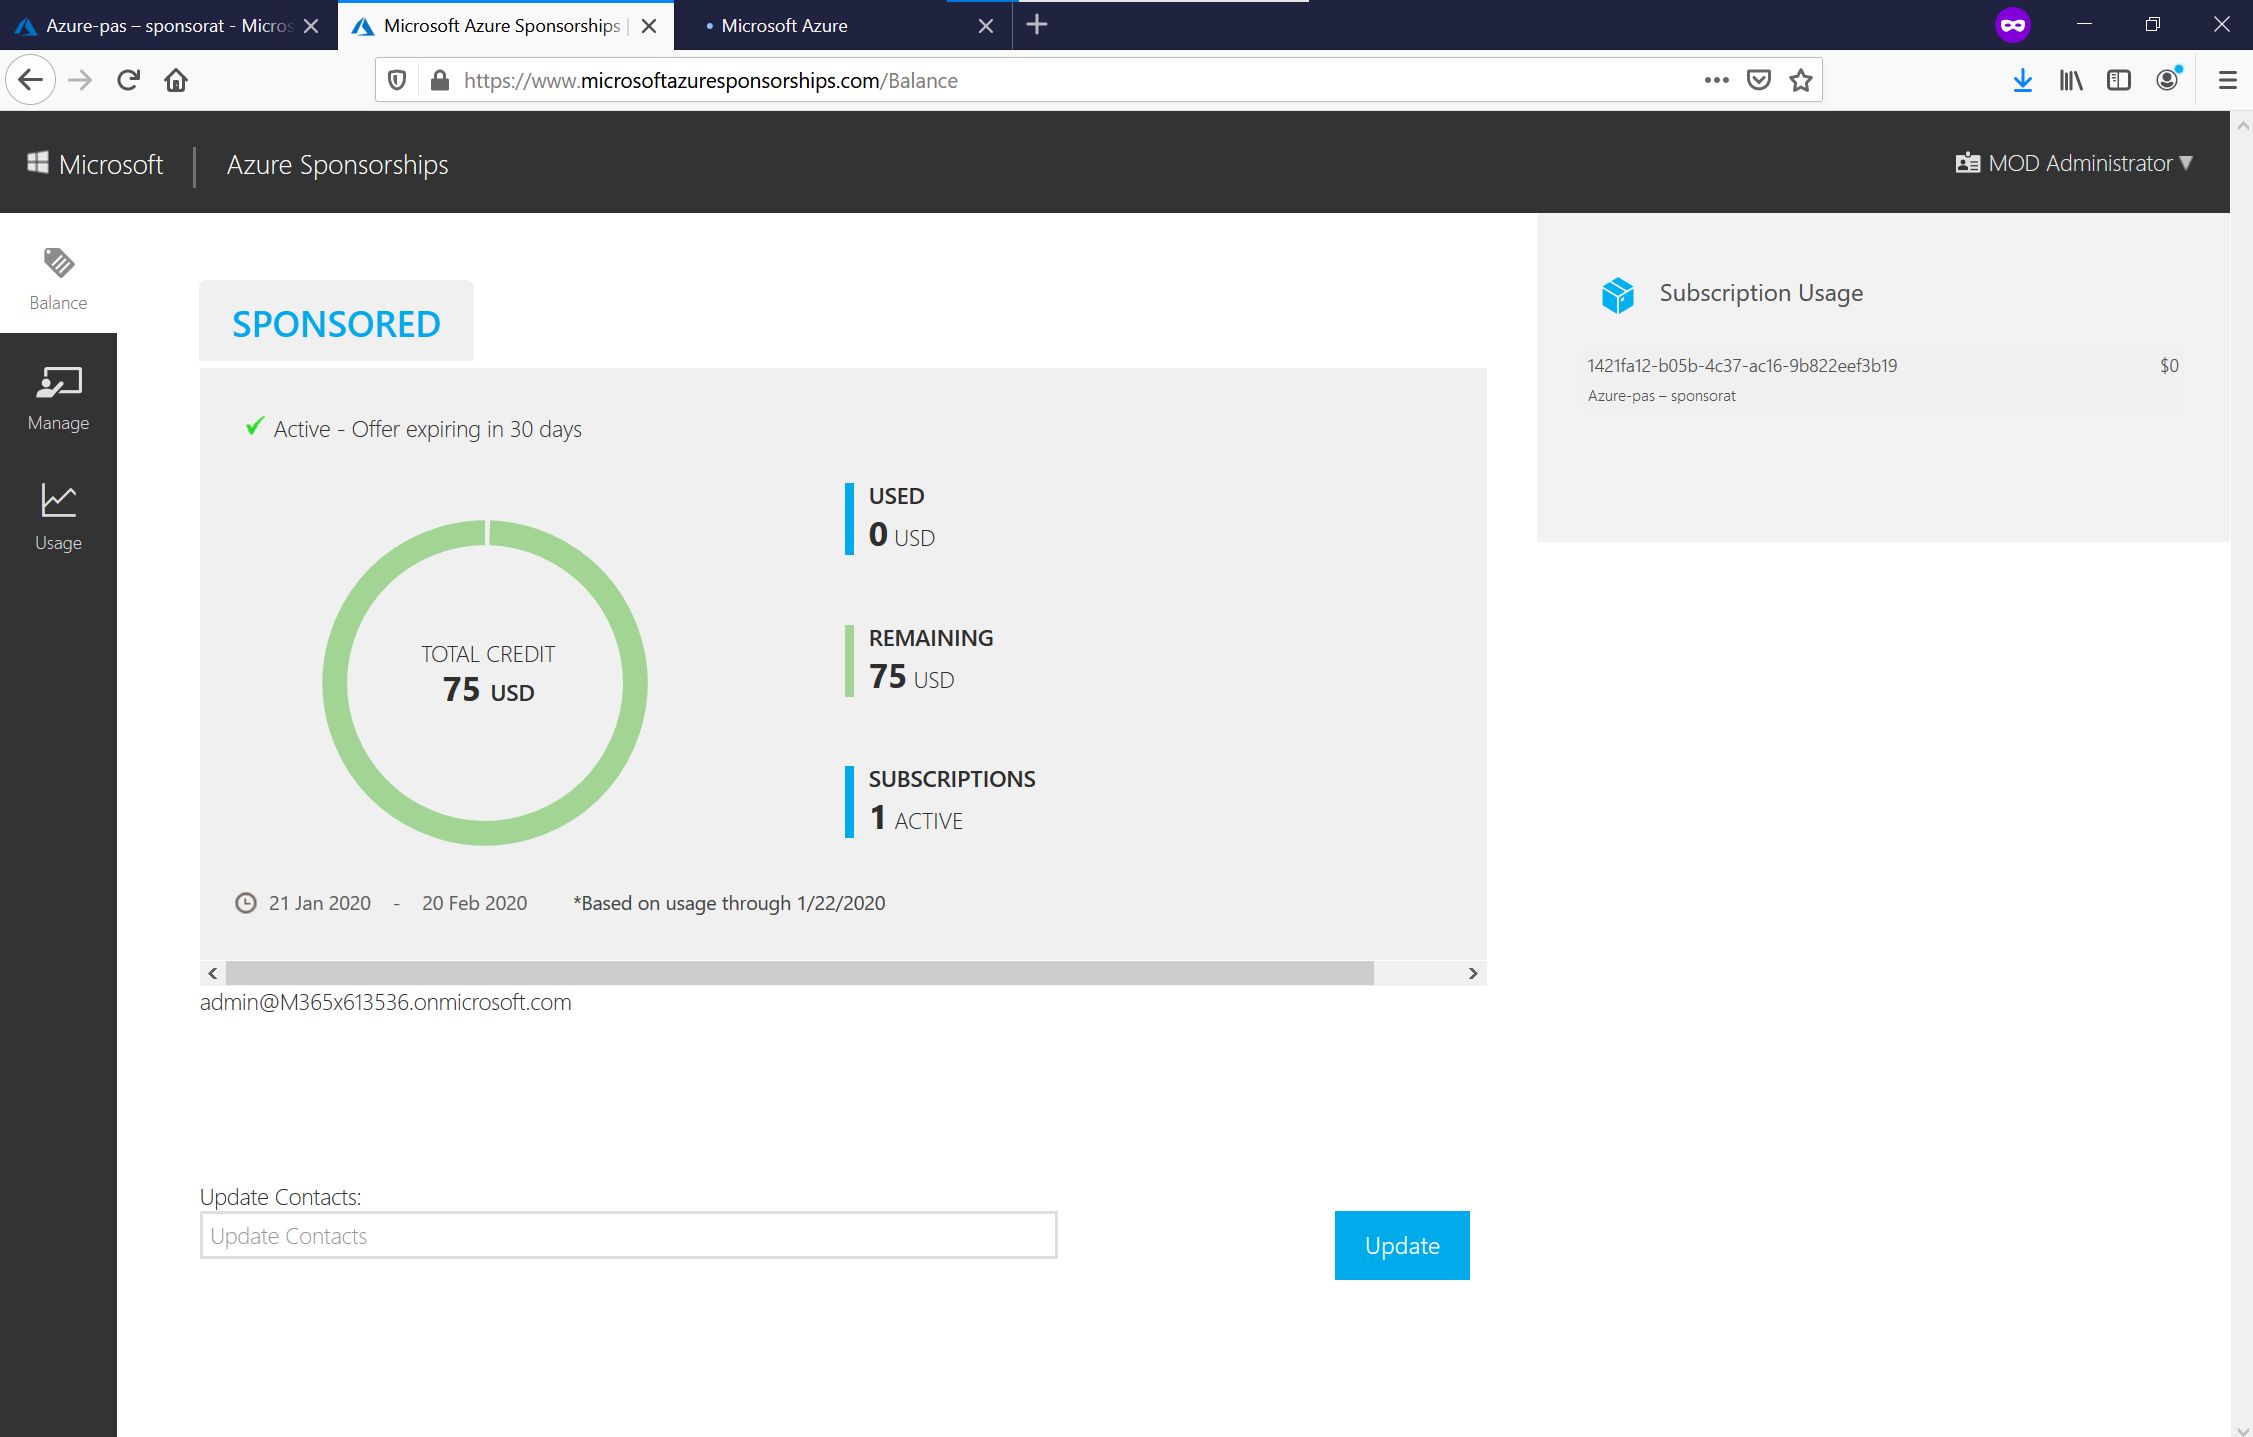 Azure-pas – sponsorat - Micros
Microsoft Azure Sponsorships |
Microsoft Azure
https://www.microsoftazuresponsorships.com/Balance
Microsoft
Azure Sponsorships
MOD Administrator
Balance
Manage
Usage
SPONSORED
Active - Offer expiring in 30 days
TOTAL CREDIT
75 USD
USED
0 USD
REMAINING
75 USD
SUBSCRIPTIONS
1 ACTIVE
21 Jan 2020 - 20 Feb 2020 *Based on usage through 1/22/2020
admin@M365x613536.onmicrosoft.com
Update Contacts:
Update Contacts
Update
Subscription Usage
1421fa12-b05b-4c37-ac16-9b822eef3b19 $0
Azure-pas – sponsorat